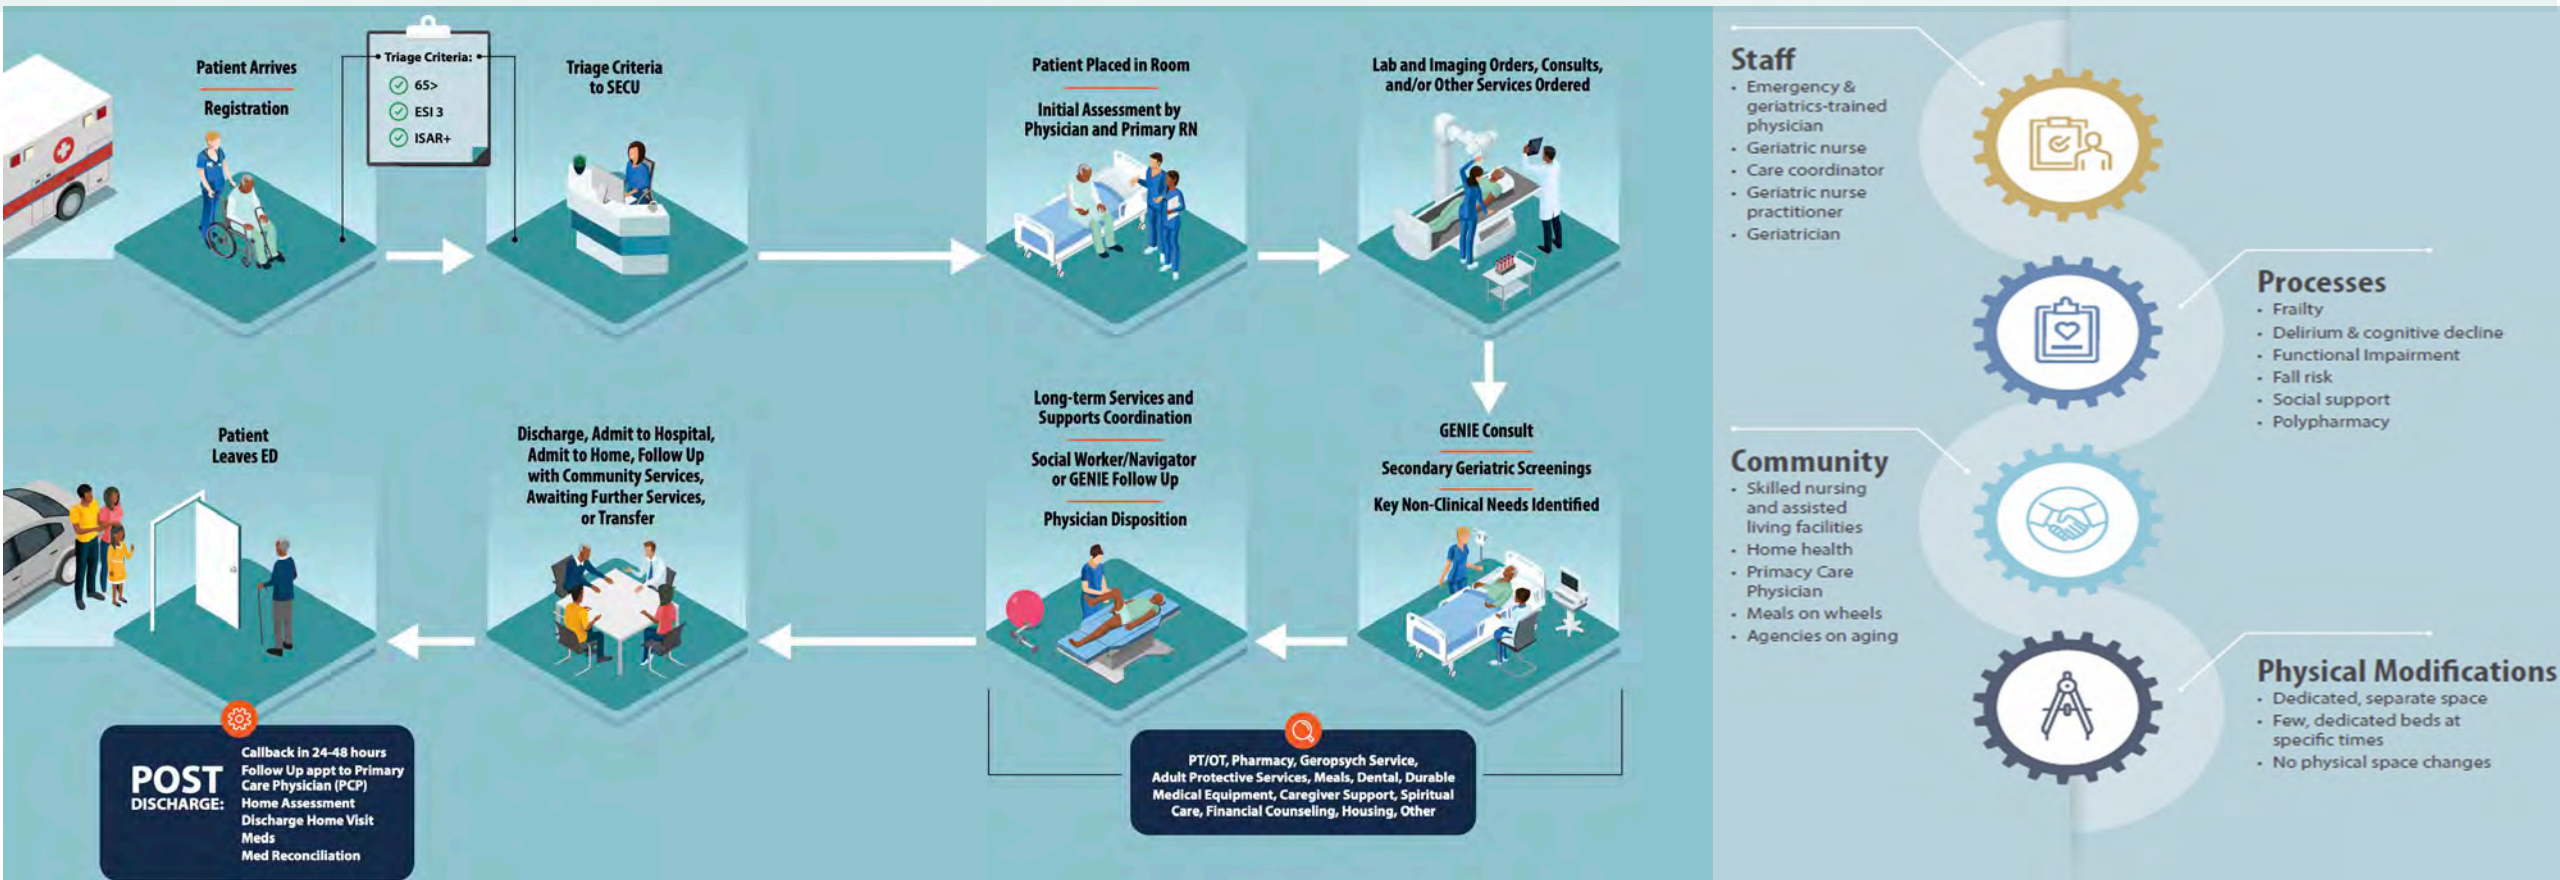 Patient Arrives
Registration
Triage Criteria:
65>
ESI 3
ISAR+
Triage Criteria
to SECU
Patient Placed in Room
Initial Assessment by
Physician and Primary RN
Lab and Imaging Orders, Consults,
and/or Other Services Ordered
GENIE Consult
Secondary Geriatric Screenings
Key Non-Clinical Needs Identified
Long-term Services and
Supports Coordination
Social Worker/Navigator
or GENIE Follow Up
Physician Disposition
PT/OT, Pharmacy, Geropsych Service,
Adult Protective Services, Meals, Dental, Durable
Medical Equipment, Caregiver Support, Spiritual
Care, Financial Counseling, Housing, Other
Discharge, Admit to Hospital,
Admit to Home, Follow Up
with Community Services,
Awaiting Further Services,
or Transfer
Patient
Leaves ED
POST
DISCHARGE:
Callback in 24-48 hours
Follow Up appt to Primary
Care Physician (PCP)
Home Assessment
Discharge Home Visit
Meds
Med Reconciliation
Staff
• Emergency &
geriatrics-trained
physician
• Geriatric nurse
• Care coordinator
• Geriatric nurse
practitioner
• Geriatrician
Processes
• Frailty
• Delirium & cognitive decline
• Functional Impairment
• Fall risk
• Social support
• Polypharmacy
Community
• Skilled nursing
and assisted
living facilities
• Home health
• Primacy Care
Physician
• Meals on wheels
• Agencies on aging
Physical Modifications
• Dedicated, separate space
• Few, dedicated beds at
specific times
• No physical space changes